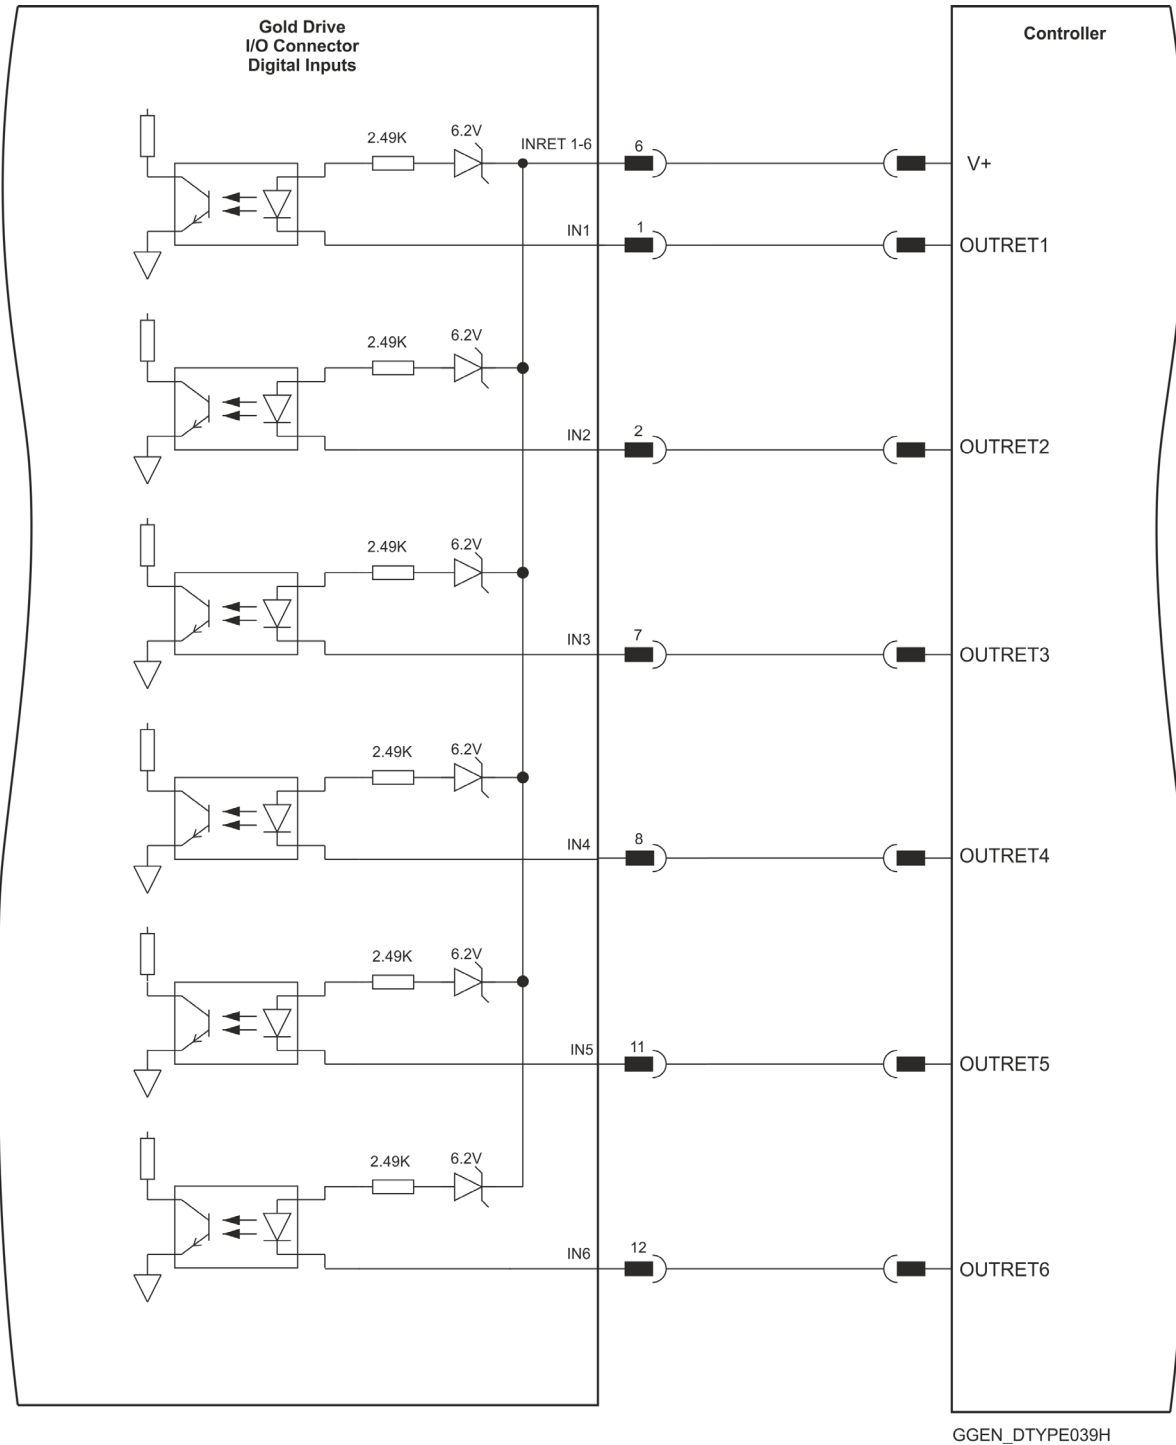 Gold Drive
I/O Connector
Digital Inputs
Controller
2.49K
6.2V
INRET 1-6
6
V+
IN1
1
OUTRET1
2.49K
6.2V
IN2
2
OUTRET2
2.49K
6.2V
IN3
7
OUTRET3
2.49K
6.2V
IN4
8
OUTRET4
2.49K
6.2V
IN5
11
OUTRET5
2.49K
6.2V
IN6
12
OUTRET6
GGEN_DTYPE039H